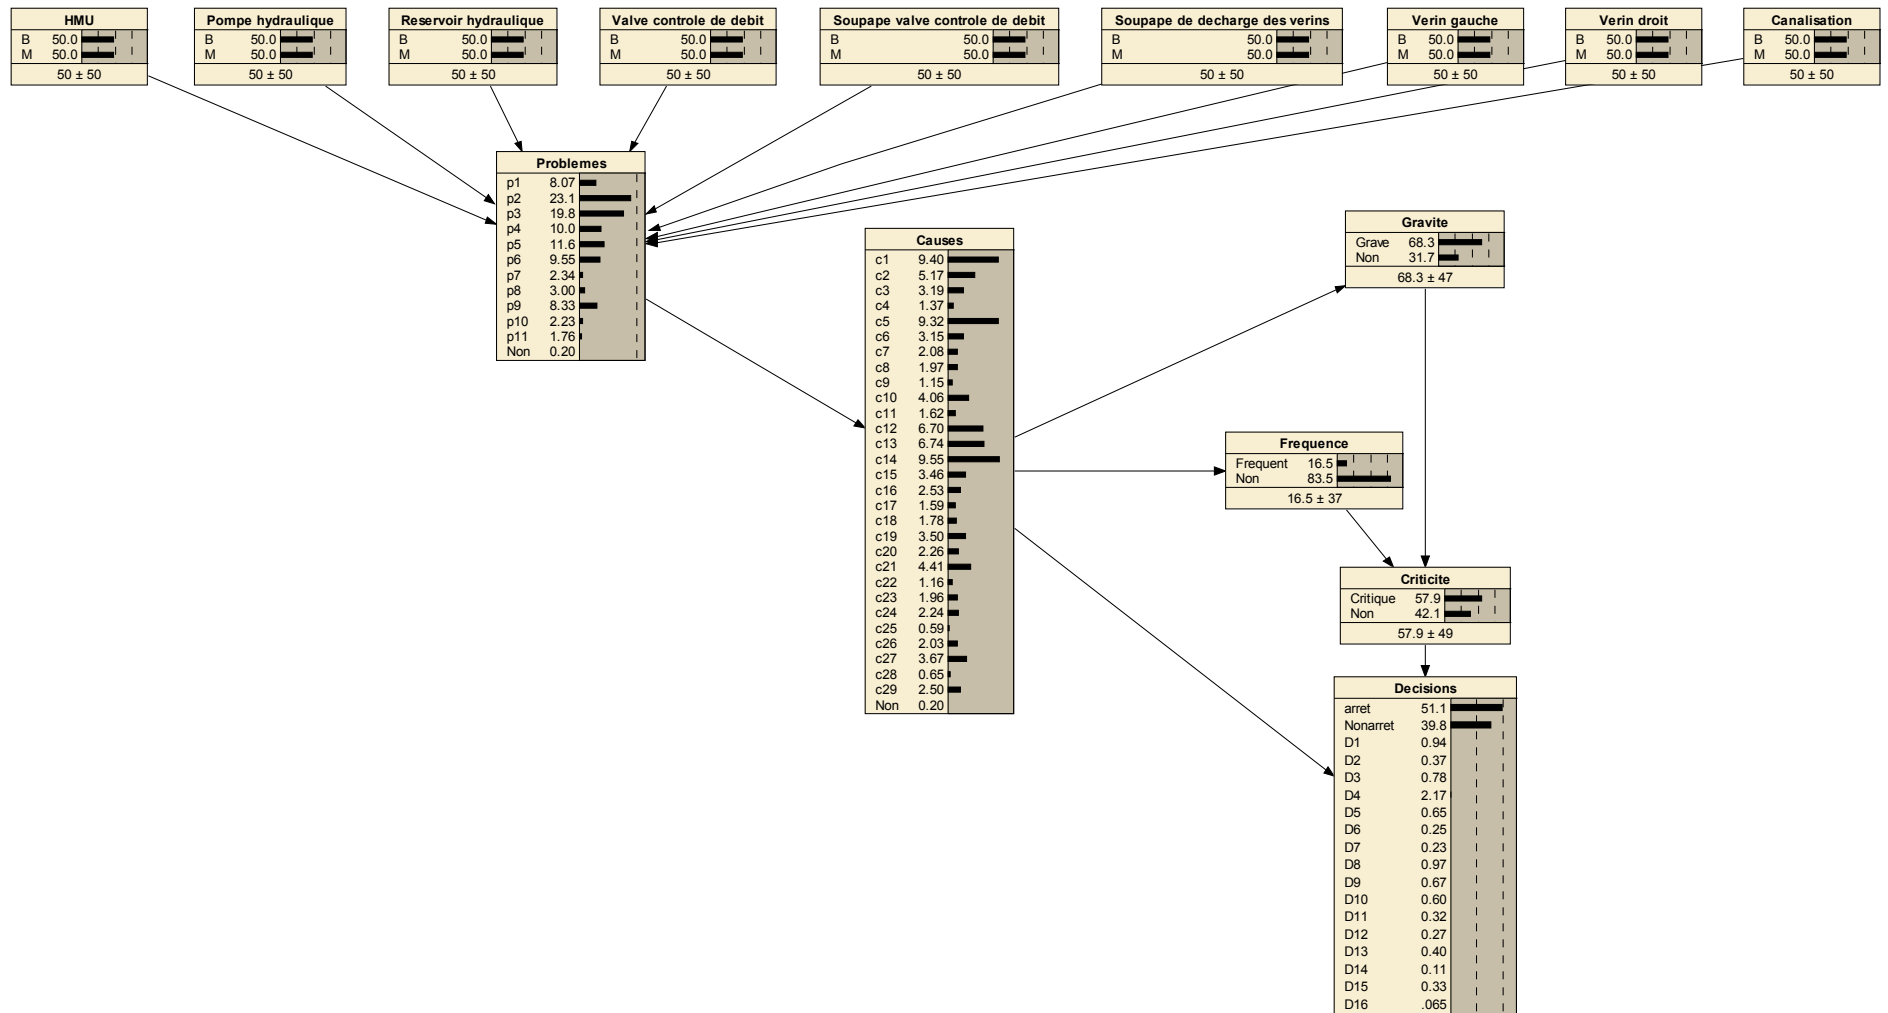 HMU
B 50.0
M 50.0
50 ± 50
Pompe hydraulique
B 50.0
M 50.0
50 ± 50
Reservoir hydraulique
B 50.0
M 50.0
50 ± 50
Valve controle de debit
B 50.0
M 50.0
50 ± 50
Soupape valve controle de debit
B 50.0
M 50.0
50 ± 50
Soupape de decharge des verins
B 50.0
M 50.0
50 ± 50
Verin gauche
B 50.0
M 50.0
50 ± 50
Verin droit
B 50.0
M 50.0
50 ± 50
Canalisation
B 50.0
M 50.0
50 ± 50
Problemes
p1 8.07
p2 23.1
p3 19.8
p4 10.0
p5 11.6
p6 9.55
p7 2.34
p8 3.00
p9 8.33
p10 2.23
p11 1.76
Non 0.20
Causes
c1 9.40
c2 5.17
c3 3.19
c4 1.37
c5 9.32
c6 3.15
c7 2.08
c8 1.97
c9 1.15
c10 4.06
c11 1.62
c12 6.70
c13 6.74
c14 9.55
c15 3.46
c16 2.53
c17 1.59
c18 1.78
c19 3.50
c20 2.26
c21 4.41
c22 1.16
c23 1.96
c24 2.24
c25 0.59
c26 2.03
c27 3.67
c28 0.65
c29 2.50
Non 0.20
Gravite
Grave 68.3
Non 31.7
68.3 ± 47
Frequence
Frequent 16.5
Non 83.5
16.5 ± 37
Criticite
Critique 57.9
Non 42.1
57.9 ± 49
Decisions
arret 51.1
Nonarret 39.8
D1 0.94
D2 0.37
D3 0.78
D4 2.17
D5 0.65
D6 0.25
D7 0.23
D8 0.97
D9 0.67
D10 0.60
D11 0.32
D12 0.27
D13 0.40
D14 0.11
D15 0.33
D16 .065